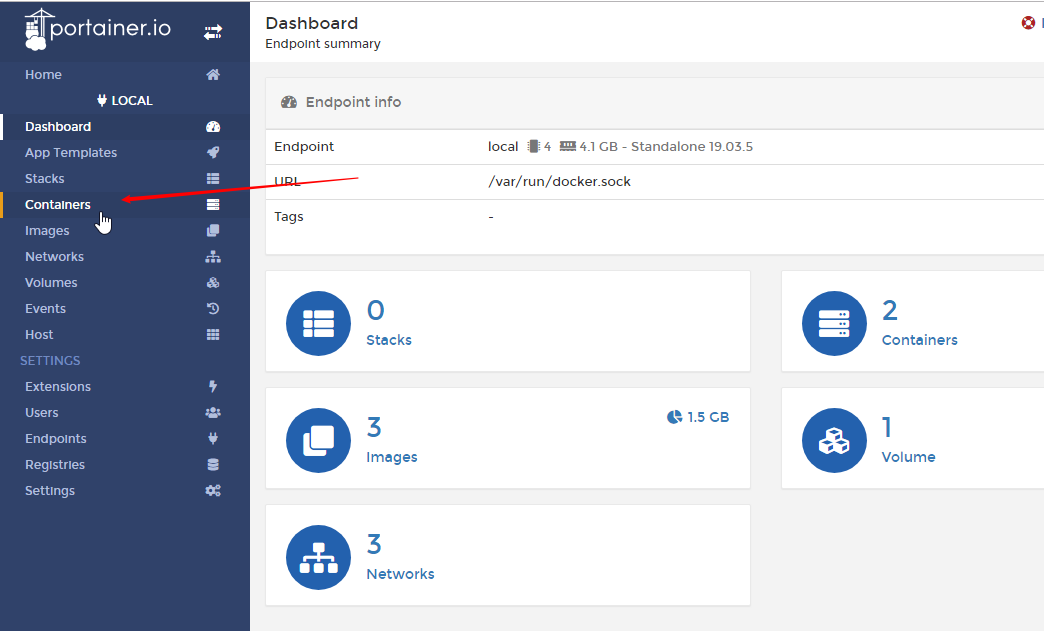 portainer.io
Home
LOCAL
Dashboard
App Templates
Stacks
Containers
Images
Networks
Volumes
Events
Host
SETTINGS
Extensions
Users
Endpoints
Registries
Settings
Dashboard
Endpoint summary
Endpoint info
Endpoint local 4 4.1 GB - Standalone 19.03.5
URL /var/run/docker.sock
Tags -
0
Stacks
2
Containers
3
Images
1.5 GB
1
Volume
3
Networks